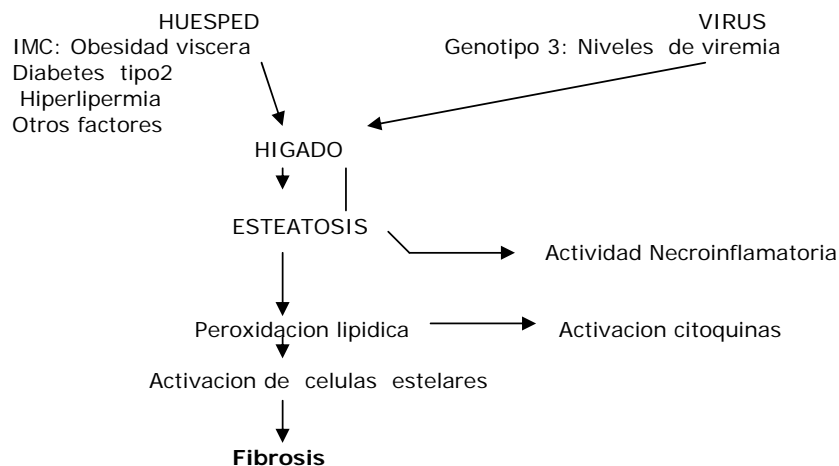 HUESPED
VIRUS
IMC: Obesidad viscera
Genotipo 3: Niveles de viremia
Diabetes tipo2
Hiperlipermia
Otros factores
HIGADO
ESTEATOSIS
Actividad Necroinflamatoria
Peroxidacion lipidica
Activacion citoquinas
Activacion de celulas estelares
Fibrosis